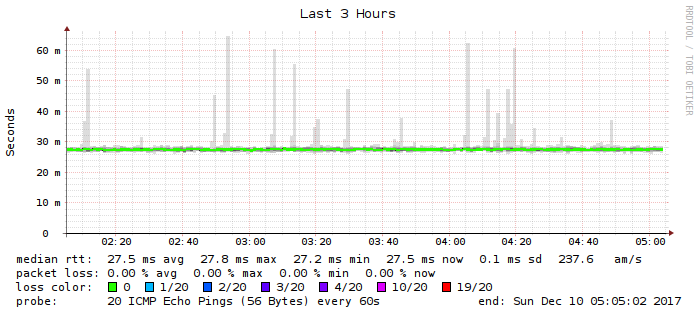 Last 3 Hours
RRDTOOL / TOBI OETIKER
Seconds
60 m
50 m
40 m
30 m
20 m
10 m
0
02:20 02:40 03:00 03:20 03:40 04:00 04:20 04:40 05:00
median rtt: 27.5 ms avg 27.8 ms max 27.2 ms min 27.5 ms now 0.1 ms sd 237.6 am/s
packet loss: 0.00 % avg 0.00 % max 0.00 % min 0.00 % now
loss color: 0 1/20 2/20 3/20 4/20 10/20 19/20
probe: 20 ICMP Echo Pings (56 Bytes) every 60s end: Sun Dec 10 05:05:02 2017